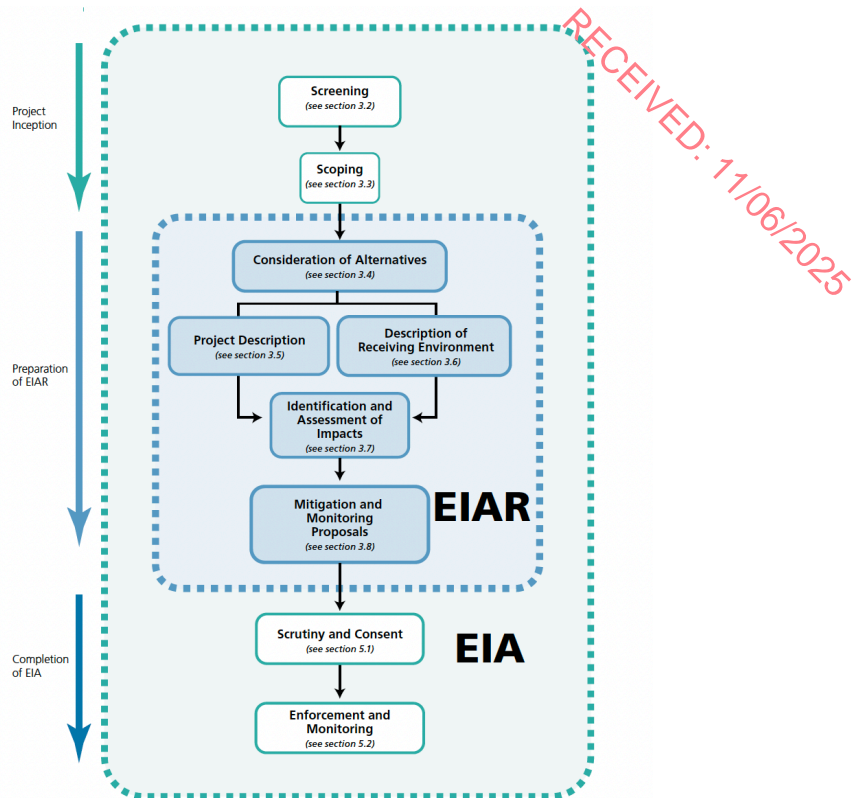 RECEIVED: 11/06/2025
Project
Inception
Screening
(see section 3.2)
Scoping
(see section 3.3)
Preparation
of EIAR
Consideration of Alternatives
(see section 3.4)
Project Description
(see section 3.5)
Description of
Receiving Environment
(see section 3.6)
Identification and
Assessment of
Impacts
(see section 3.7)
Mitigation and
Monitoring
Proposals
(see section 3.8)
EIAR
Completion
of EIA
Scrutiny and Consent
(see section 5.1)
EIA
Enforcement and
Monitoring
(see section 5.2)